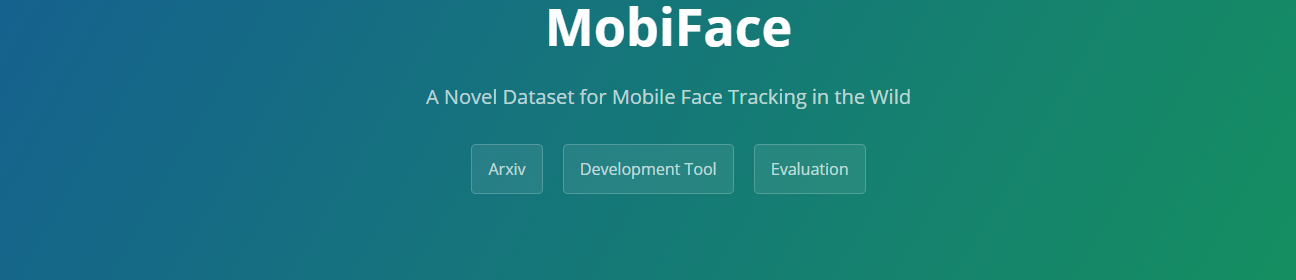 MobiFace
A Novel Dataset for Mobile Face Tracking in the Wild
Arxiv Development Tool Evaluation